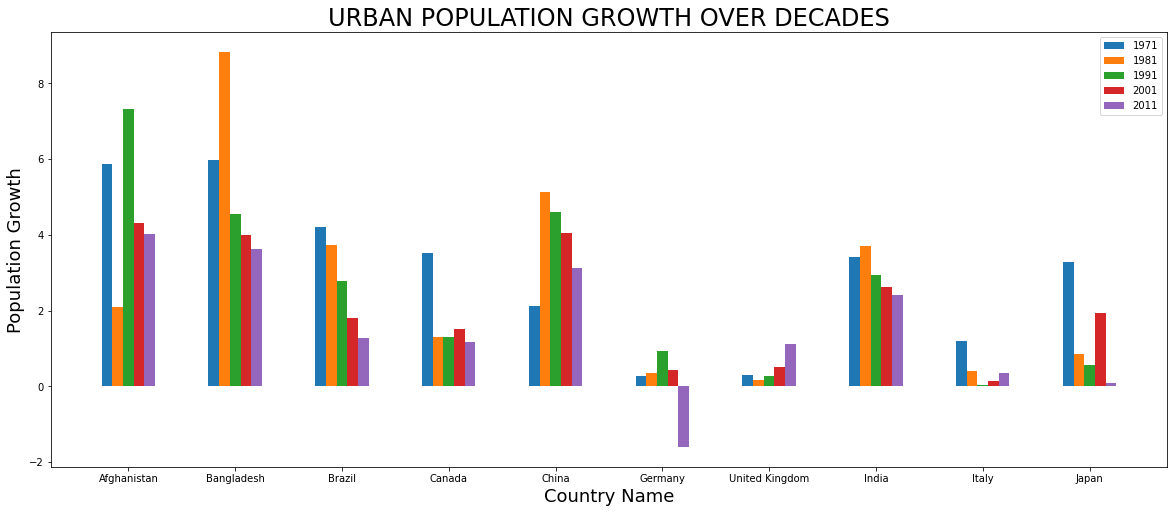 URBAN POPULATION GROWTH OVER DECADES
1971
1981
1991
2001
2011
Population Growth
8
6
4
2
0
−2
Afghanistan Bangladesh Brazil Canada China Germany United Kingdom India Italy Japan
Country Name